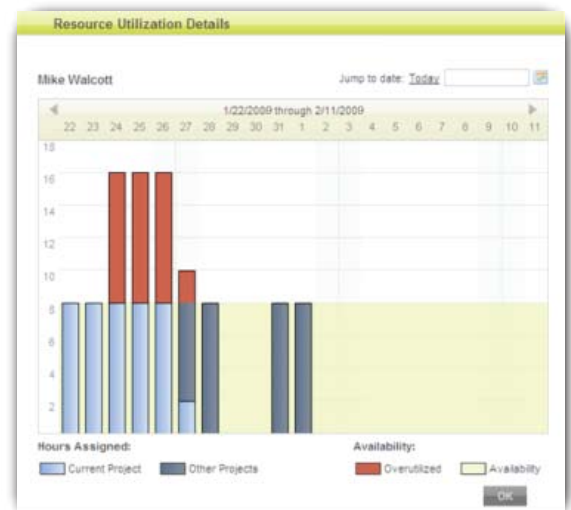 Resource Utilization Details
Mike Walcott Jump to date: Today
1/22/2009 through 2/11/2009
22 23 24 25 26 27 28 29 30 31 1 2 3 4 5 6 7 8 9 10 11
18
16
14
12
10
8
6
4
2
Hours Assigned: Availability:
Current Project Other Projects Overutilized Availability
OK